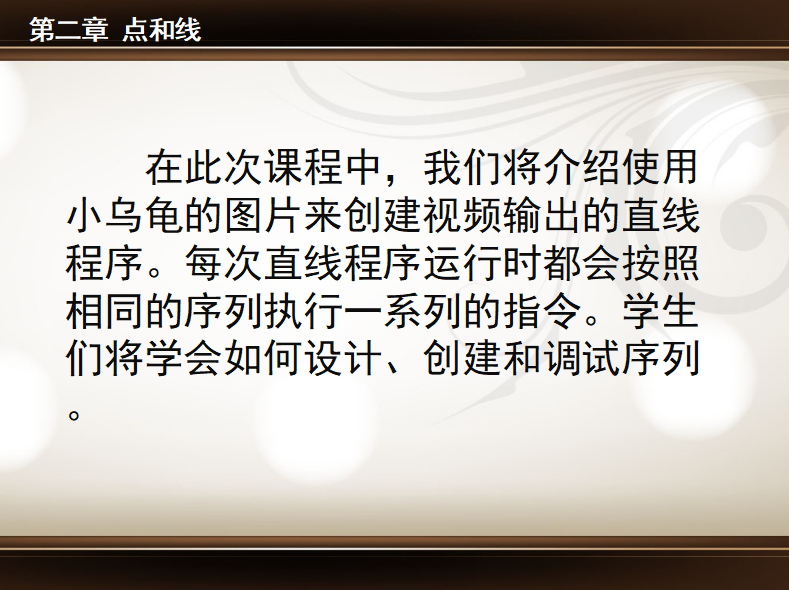 第二章 点和线
在此次课程中，我们将介绍使用
小乌龟的图片来创建视频输出的直线
程序。每次直线程序运行时都会按照
相同的序列执行一系列的指令。学生
们将学会如何设计、创建和调试序列
。